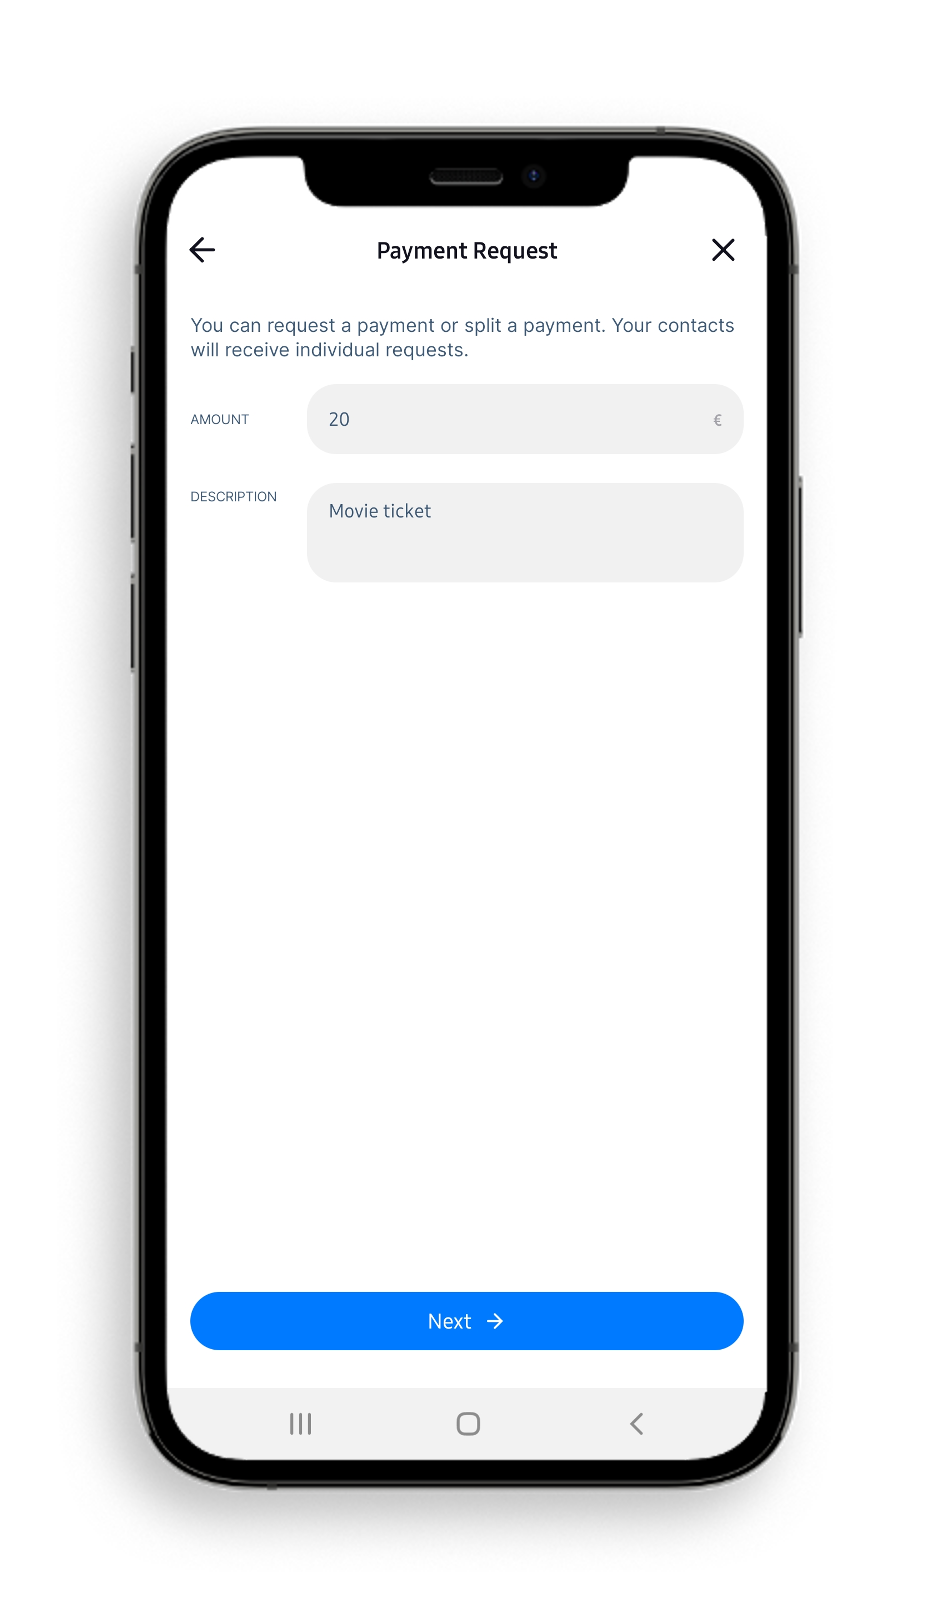 Payment Request
You can request a payment or split a payment. Your contacts
will receive individual requests.
AMOUNT
20
€
DESCRIPTION
Movie ticket
Next →